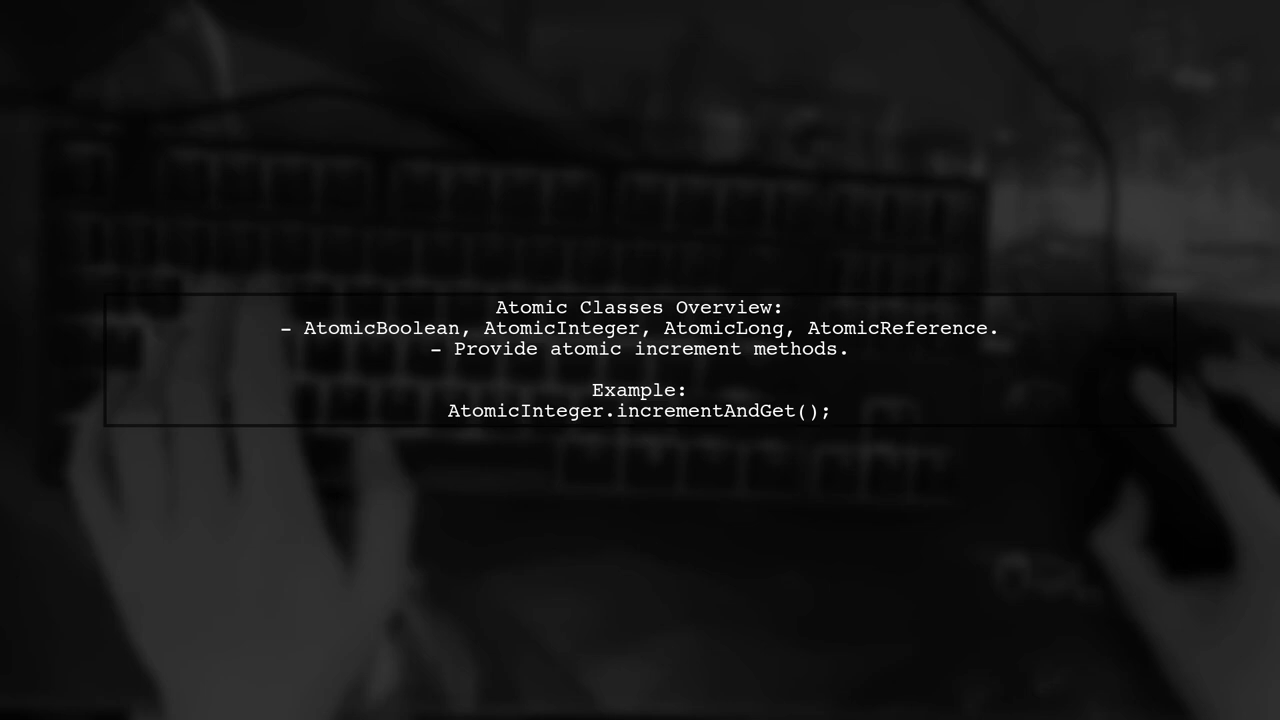 Atomic Classes Overview:
- AtomicBoolean, AtomicInteger, AtomicLong, AtomicReference.
- Provide atomic increment methods.
Example:
AtomicInteger.incrementAndGet();